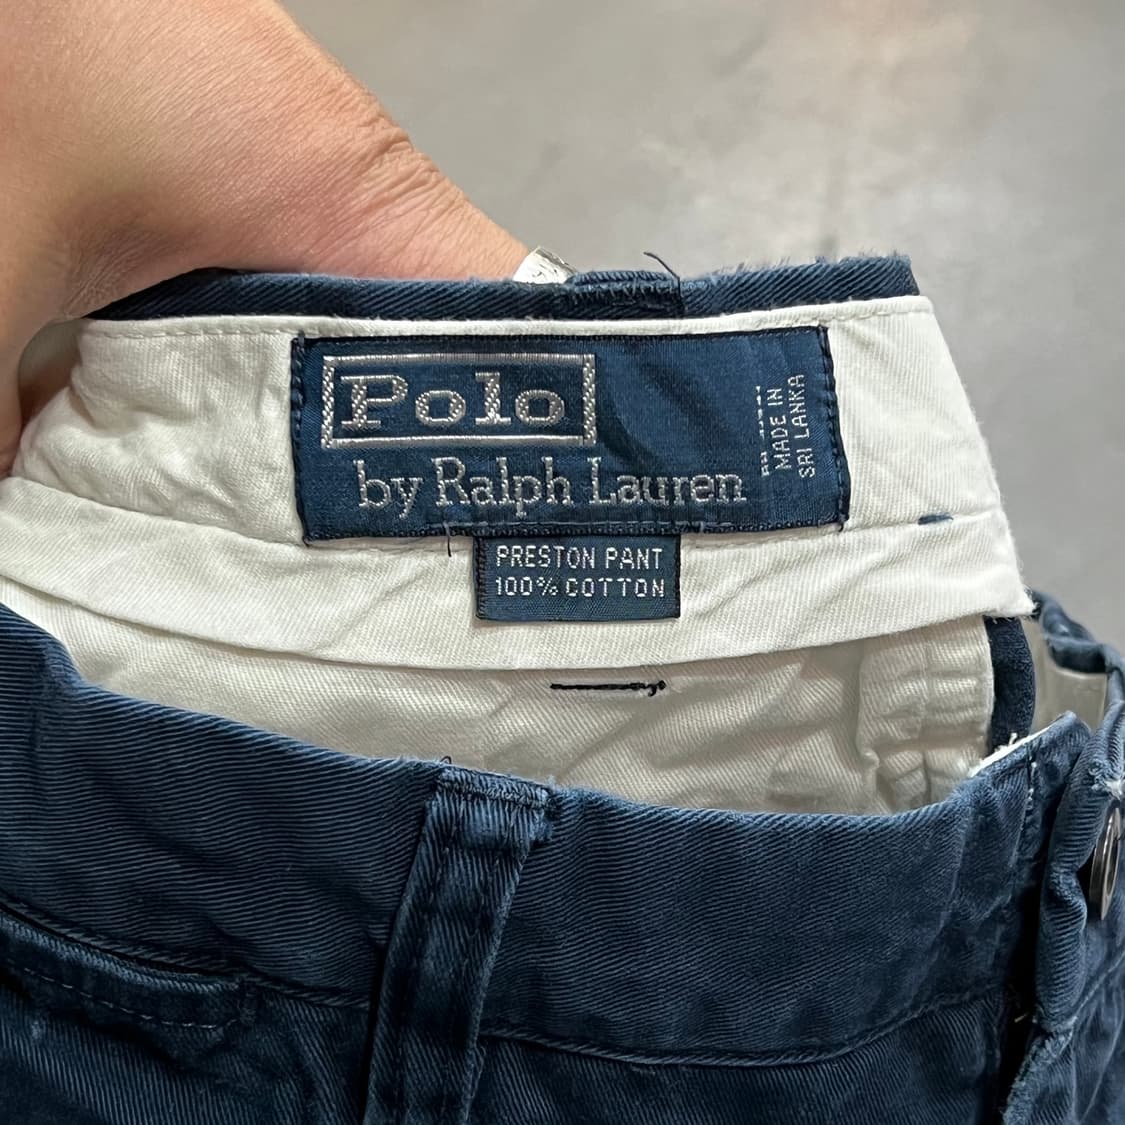 Polo
by Ralph Lauren
MADE IN
SRI LANKA
PRESTON PANT
100% COTTON